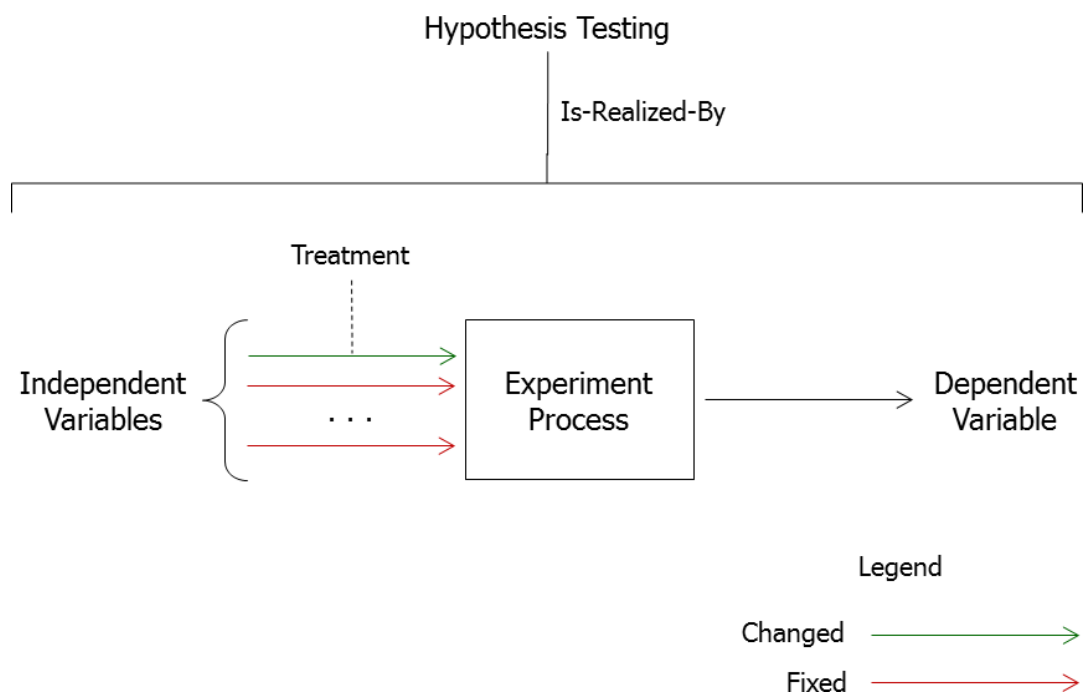 Hypothesis Testing
Is-Realized-By
Treatment
Independent
Variables
. . .
Experiment
Process
Dependent
Variable
Legend
Changed
Fixed